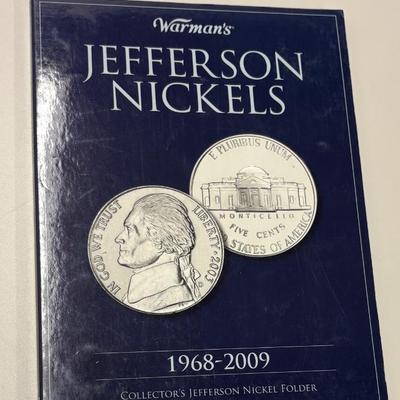 Warman's
JEFFERSON
NICKELS
E PLURIBUS UNUM
MONTICELLO
FIVE CENTS
STATES OF AMERICA
IN GOD WE TRUST
LIBERTY 2003
1968-2009
COLLECTOR'S JEFFERSON NICKEL FOLDER